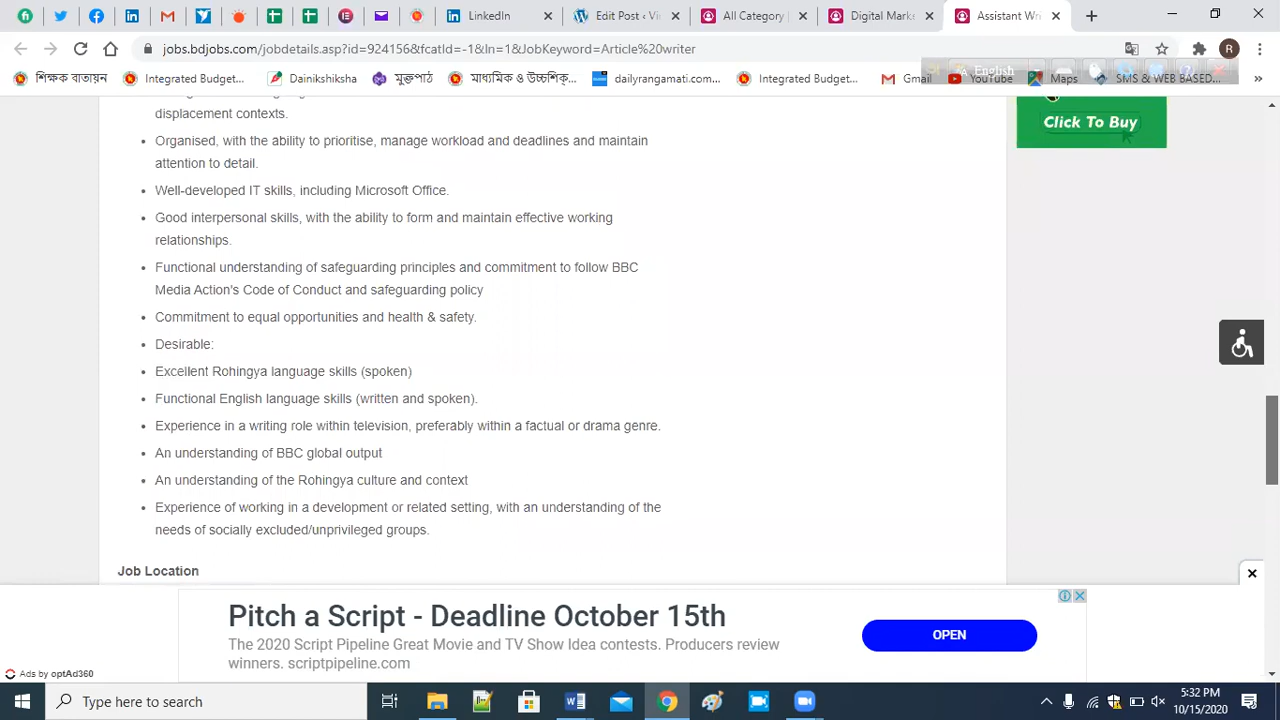 LinkedIn
Edit Post ‹ Vi
All Category
Digital Mark
Assistant Wr
jobs.bdjobs.com/jobdetails.asp?id=924156&fcatId=-1&ln=1&JobKeyword=Article%20writer
R
fi
শিক্ষক বাতায়ন
Integrated Budget...
Dainikshiksha
মুক্তপাঠ
মাধ্যমিক ও উচ্চশিক্...
dailyrangamati.com...
Integrated Budget...
Gmail
English
YouTube
Maps
SMS & WEB BASED...
Click To Buy
displacement contexts.
Organised, with the ability to prioritise, manage workload and deadlines and maintain
attention to detail.
Well-developed IT skills, including Microsoft Office.
Good interpersonal skills, with the ability to form and maintain effective working
relationships.
Functional understanding of safeguarding principles and commitment to follow BBC
Media Action's Code of Conduct and safeguarding policy
Commitment to equal opportunities and health & safety.
Desirable:
Excellent Rohingya language skills (spoken)
Functional English language skills (written and spoken).
Experience in a writing role within television, preferably within a factual or drama genre.
An understanding of BBC global output
An understanding of the Rohingya culture and context
Experience of working in a development or related setting, with an understanding of the
needs of socially excluded/unprivileged groups.
Job Location
Pitch a Script - Deadline October 15th
The 2020 Script Pipeline Great Movie and TV Show Idea contests. Producers review
winners. scriptpipeline.com
OPEN
Ads by optAd360
Type here to search
5:32 PM
10/15/2020